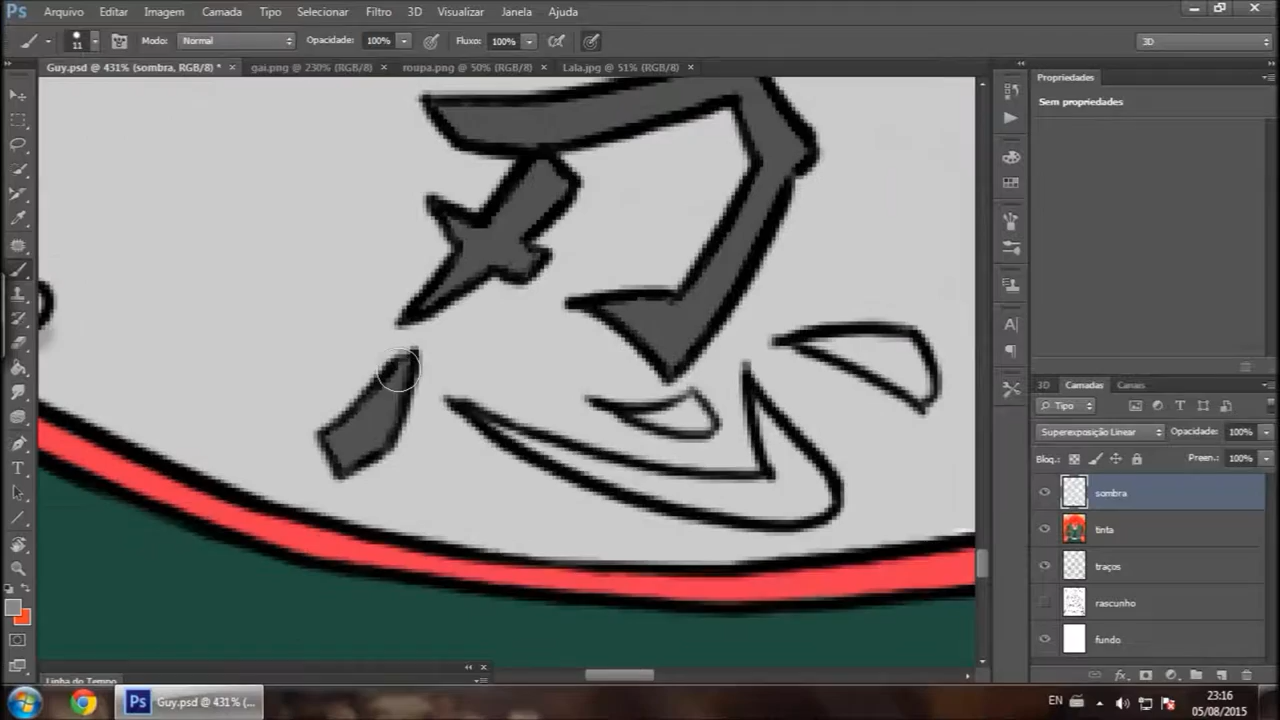 Ps Arquivo Editar Imagem Camada Tipo Selecionar Filtro 3D Visualizar Janela Ajuda
11 Modo: Normal Opacidade: 100% Fluxo: 100% 3D
Guy.psd @ 431% (sombra, RGB/8) * × gai.png @ 230% (RGB/8) × roupa.png @ 50% (RGB/8) × Lala.jpg @ 51% (RGB/8) ×
Propriedades
Sem propriedades
3D Camadas Canais
Tipo
Superexposição Linear Opacidade: 100%
Bloq.: Preen.: 100%
sombra
tinta
traços
rascunho
fundo
Linha do Tempo
Ps Guy.psd @ 431% (...
EN
23:16
05/08/2015